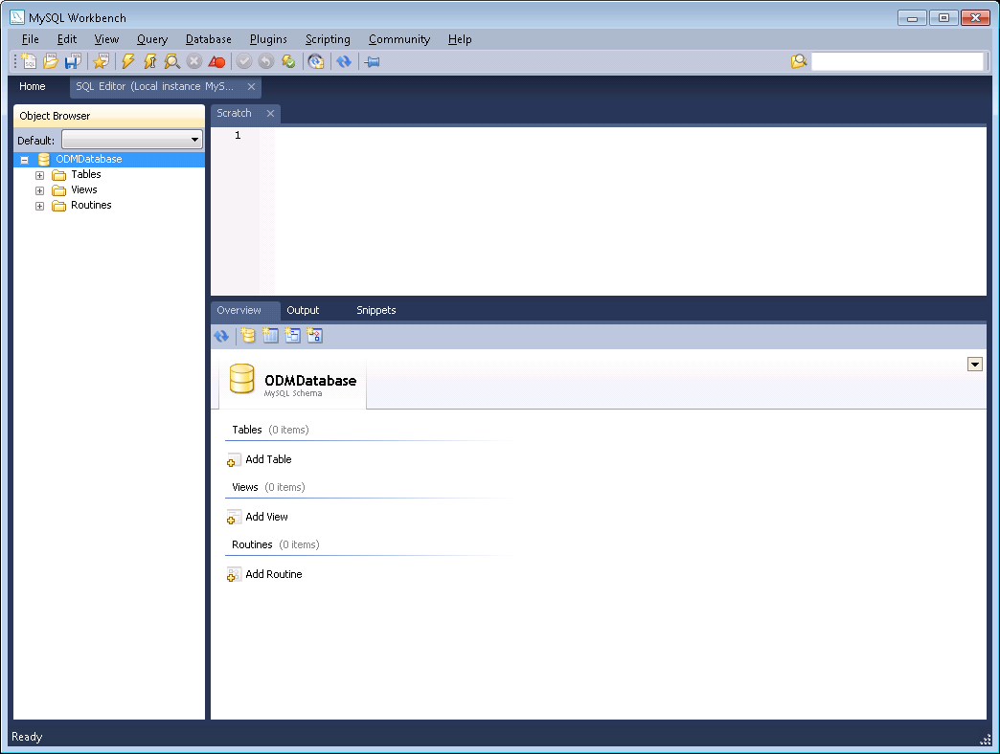 MySQL Workbench
File Edit View Query Database Plugins Scripting Community Help
Home SQL Editor (Local instance MyS...
Object Browser
Scratch
Default:
1
ODMDatabase
Tables
Views
Routines
Overview Output Snippets
ODMDatabase
MySQL Schema
Tables (0 items)
Add Table
Views (0 items)
Add View
Routines (0 items)
Add Routine
Ready